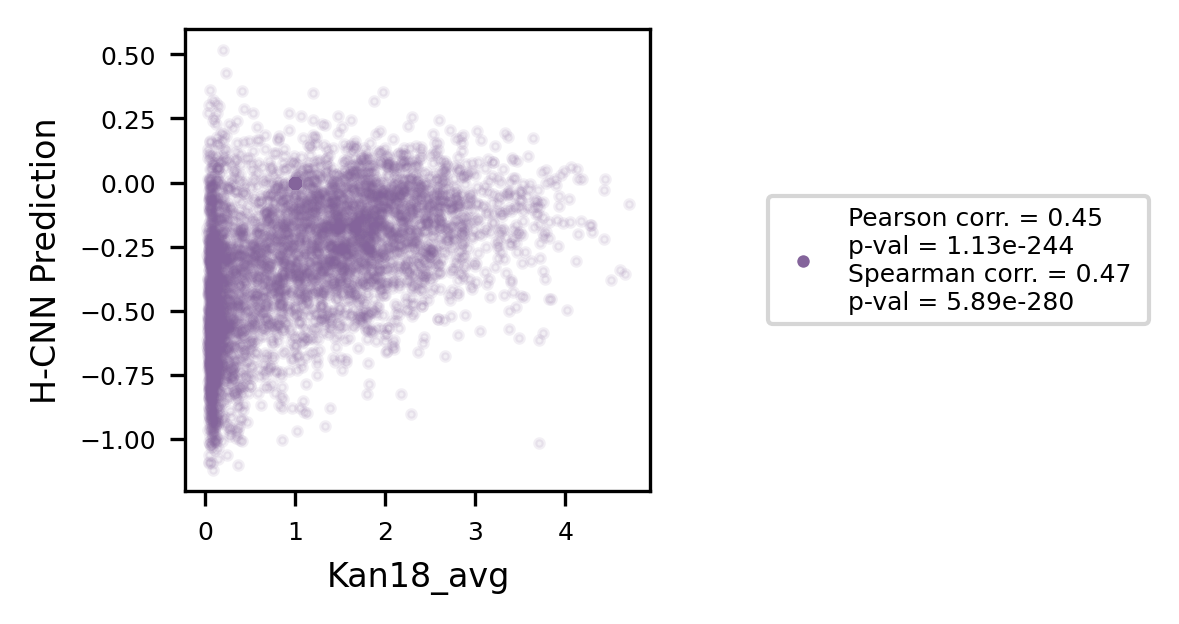 0.50
0.25
0.00
−0.25
−0.50
−0.75
−1.00
H-CNN Prediction
0 1 2 3 4
Kan18_avg
Pearson corr. = 0.45
p-val = 1.13e-244
Spearman corr. = 0.47
p-val = 5.89e-280